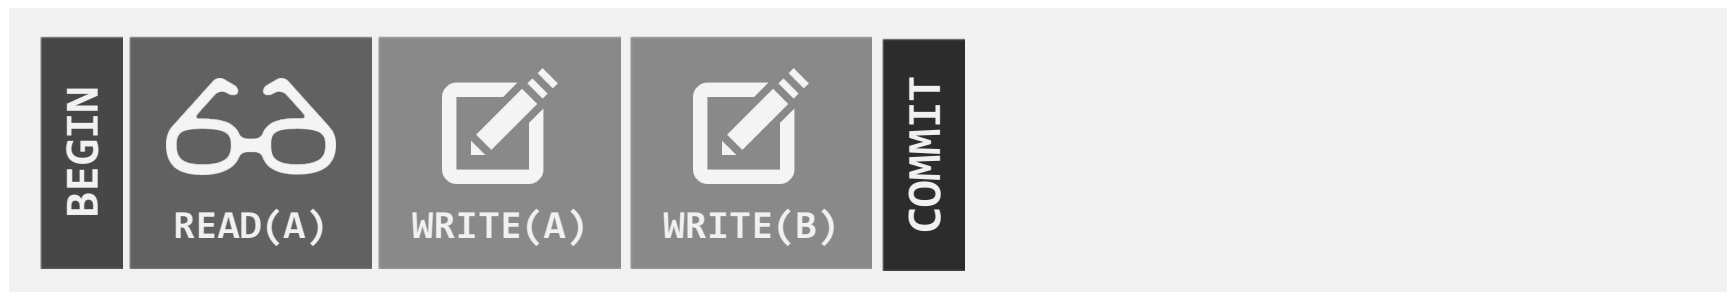 BEGIN
READ(A)
WRITE(A)
WRITE(B)
COMMIT